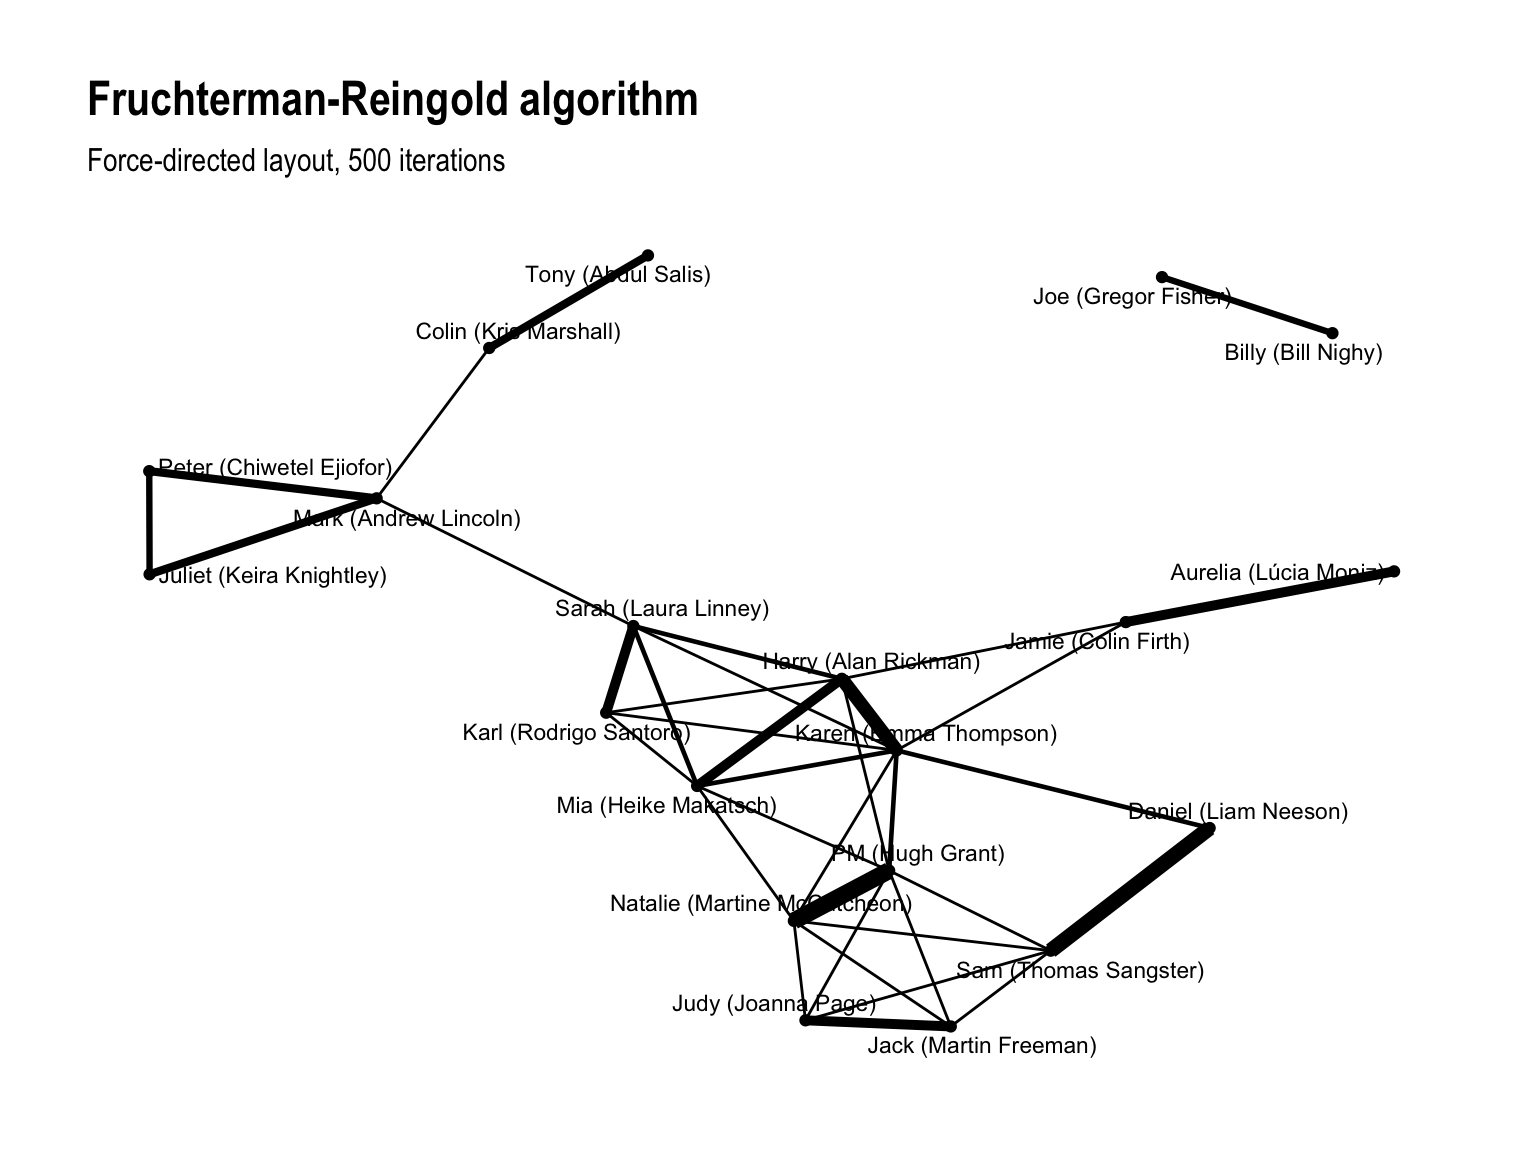 Fruchterman-Reingold algorithm
Force-directed layout, 500 iterations
Tony (Abdul Salis)
Joe (Gregor Fisher)
Colin (Kris Marshall)
Billy (Bill Nighy)
Peter (Chiwetel Ejiofor)
Mark (Andrew Lincoln)
Juliet (Keira Knightley)
Aurelia (Lúcia Moniz)
Sarah (Laura Linney)
Jamie (Colin Firth)
Harry (Alan Rickman)
Karl (Rodrigo Santoro)
Karen (Emma Thompson)
Mia (Heike Makatsch)
Daniel (Liam Neeson)
PM (Hugh Grant)
Natalie (Martine McCutcheon)
Sam (Thomas Sangster)
Judy (Joanna Page)
Jack (Martin Freeman)